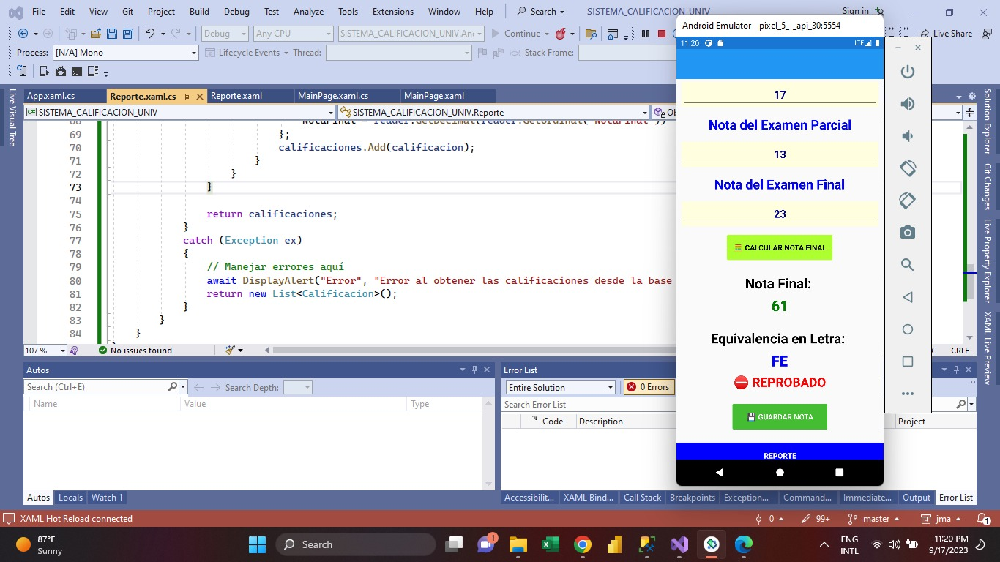 File Edit View Git Project Build Debug Test Analyze Tools Extensions Window Help Search SISTEMA_CALIFICACION_UNIV Sign in
Debug Any CPU SISTEMA_CALIFICACION_UNIV.An Continue Live Share
Process: [N/A] Mono Lifecycle Events Thread: Stack Frame:
App.xaml.cs Reporte.xaml.cs Reporte.xaml MainPage.xaml.cs MainPage.xaml
SISTEMA_CALIFICACION_UNIV SISTEMA_CALIFICACION_UNIV.Reporte
68 NotaFinal = reader.GetDecimal(reader.GetOrdinal("NotaFinal"))
69 };
70 calificaciones.Add(calificacion);
71 }
72 }
73 }
74
75 return calificaciones;
76 }
77 catch (Exception ex)
78 {
79 // Manejar errores aquí
80 await DisplayAlert("Error", "Error al obtener las calificaciones desde la base
81 return new List<Calificacion>();
82 }
83 }
84 }
107 % No issues found CRLF
Live Visual Tree
Autos
Search (Ctrl+E) Search Depth:
Name Value Type
Autos Locals Watch 1
Error List
Entire Solution 0 Errors
Search Error List
Code Description Project
Accessibilit... XAML Bind... Call Stack Breakpoints Exception... Command... Immediate... Output Error List
Android Emulator - pixel_5_-_api_30:5554
11:20 LTE
17
Nota del Examen Parcial
13
Nota del Examen Final
23
CALCULAR NOTA FINAL
Nota Final:
61
Equivalencia en Letra:
FE
REPROBADO
GUARDAR NOTA
REPORTE
Solution Explorer
Git Changes
Live Property Explorer
XAML Live Preview
XAML Hot Reload connected 0 99+ master jma 1
87°F
Sunny
Search
1
ENG
INTL
11:20 PM
9/17/2023